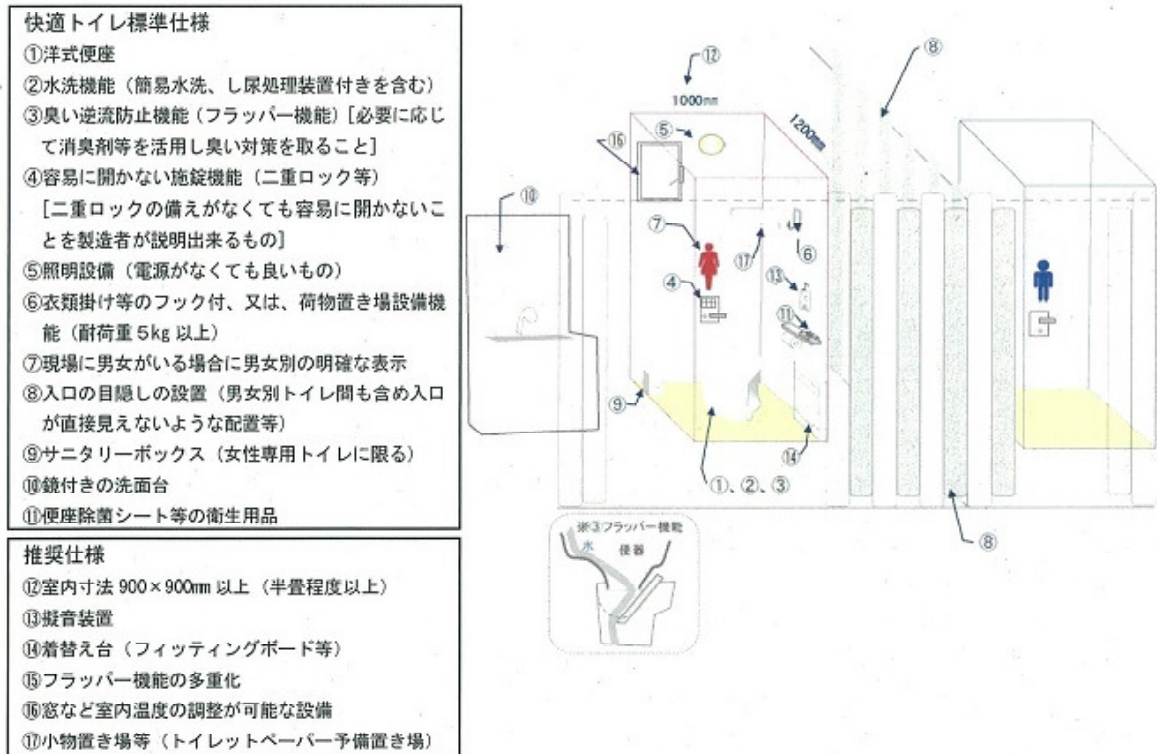 快適トイレ標準仕様
①洋式便座
②水洗機能（簡易水洗、し尿処理装置付きを含む）
③臭い逆流防止機能（フラッパー機能）［必要に応じ
て消臭剤等を活用し臭い対策を取ること］
④容易に開かない施錠機能（二重ロック等）
［二重ロックの備えがなくても容易に開かないこ
とを製造者が説明出来るもの］
⑤照明設備（電源がなくても良いもの）
⑥衣類掛け等のフック付、又は、荷物置き場設備機
能（耐荷重５kg 以上）
⑦現場に男女がいる場合に男女別の明確な表示
⑧入口の目隠しの設置（男女別トイレ間も含め入口
が直接見えないような配置等）
⑨サニタリーボックス（女性専用トイレに限る）
⑩鏡付きの洗面台
⑪便座除菌シート等の衛生用品
推奨仕様
⑫室内寸法 900×900mm 以上（半畳程度以上）
⑬擬音装置
⑭着替え台（フィッティングボード等）
⑮フラッパー機能の多重化
⑯窓など室内温度の調整が可能な設備
⑰小物置き場等（トイレットペーパー予備置き場）
⑫
⑧
1000mm
1200mm
⑤
⑯
⑩
⑦
⑰
⑥
④
⑬
⑪
⑨
⑭
①、②、③
⑧
※③フラッパー機能
水
便器